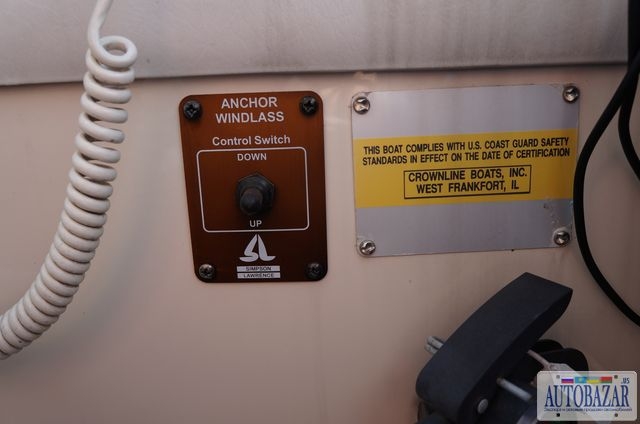 ANCHOR
WINDLASS
Control Switch
DOWN
UP
SIMPSON
LAWRENCE
THIS BOAT COMPLIES WITH U.S. COAST GUARD SAFETY
STANDARDS IN EFFECT ON THE DATE OF CERTIFICATION
CROWNLINE BOATS, INC.
WEST FRANKFORT, IL
.US
AUTOBAZAR